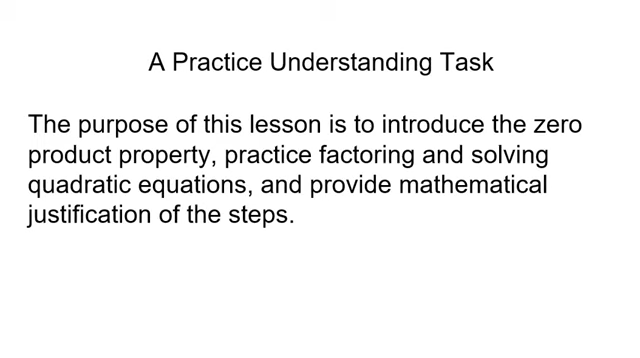 A Practice Understanding Task
The purpose of this lesson is to introduce the zero
product property, practice factoring and solving
quadratic equations, and provide mathematical
justification of the steps.